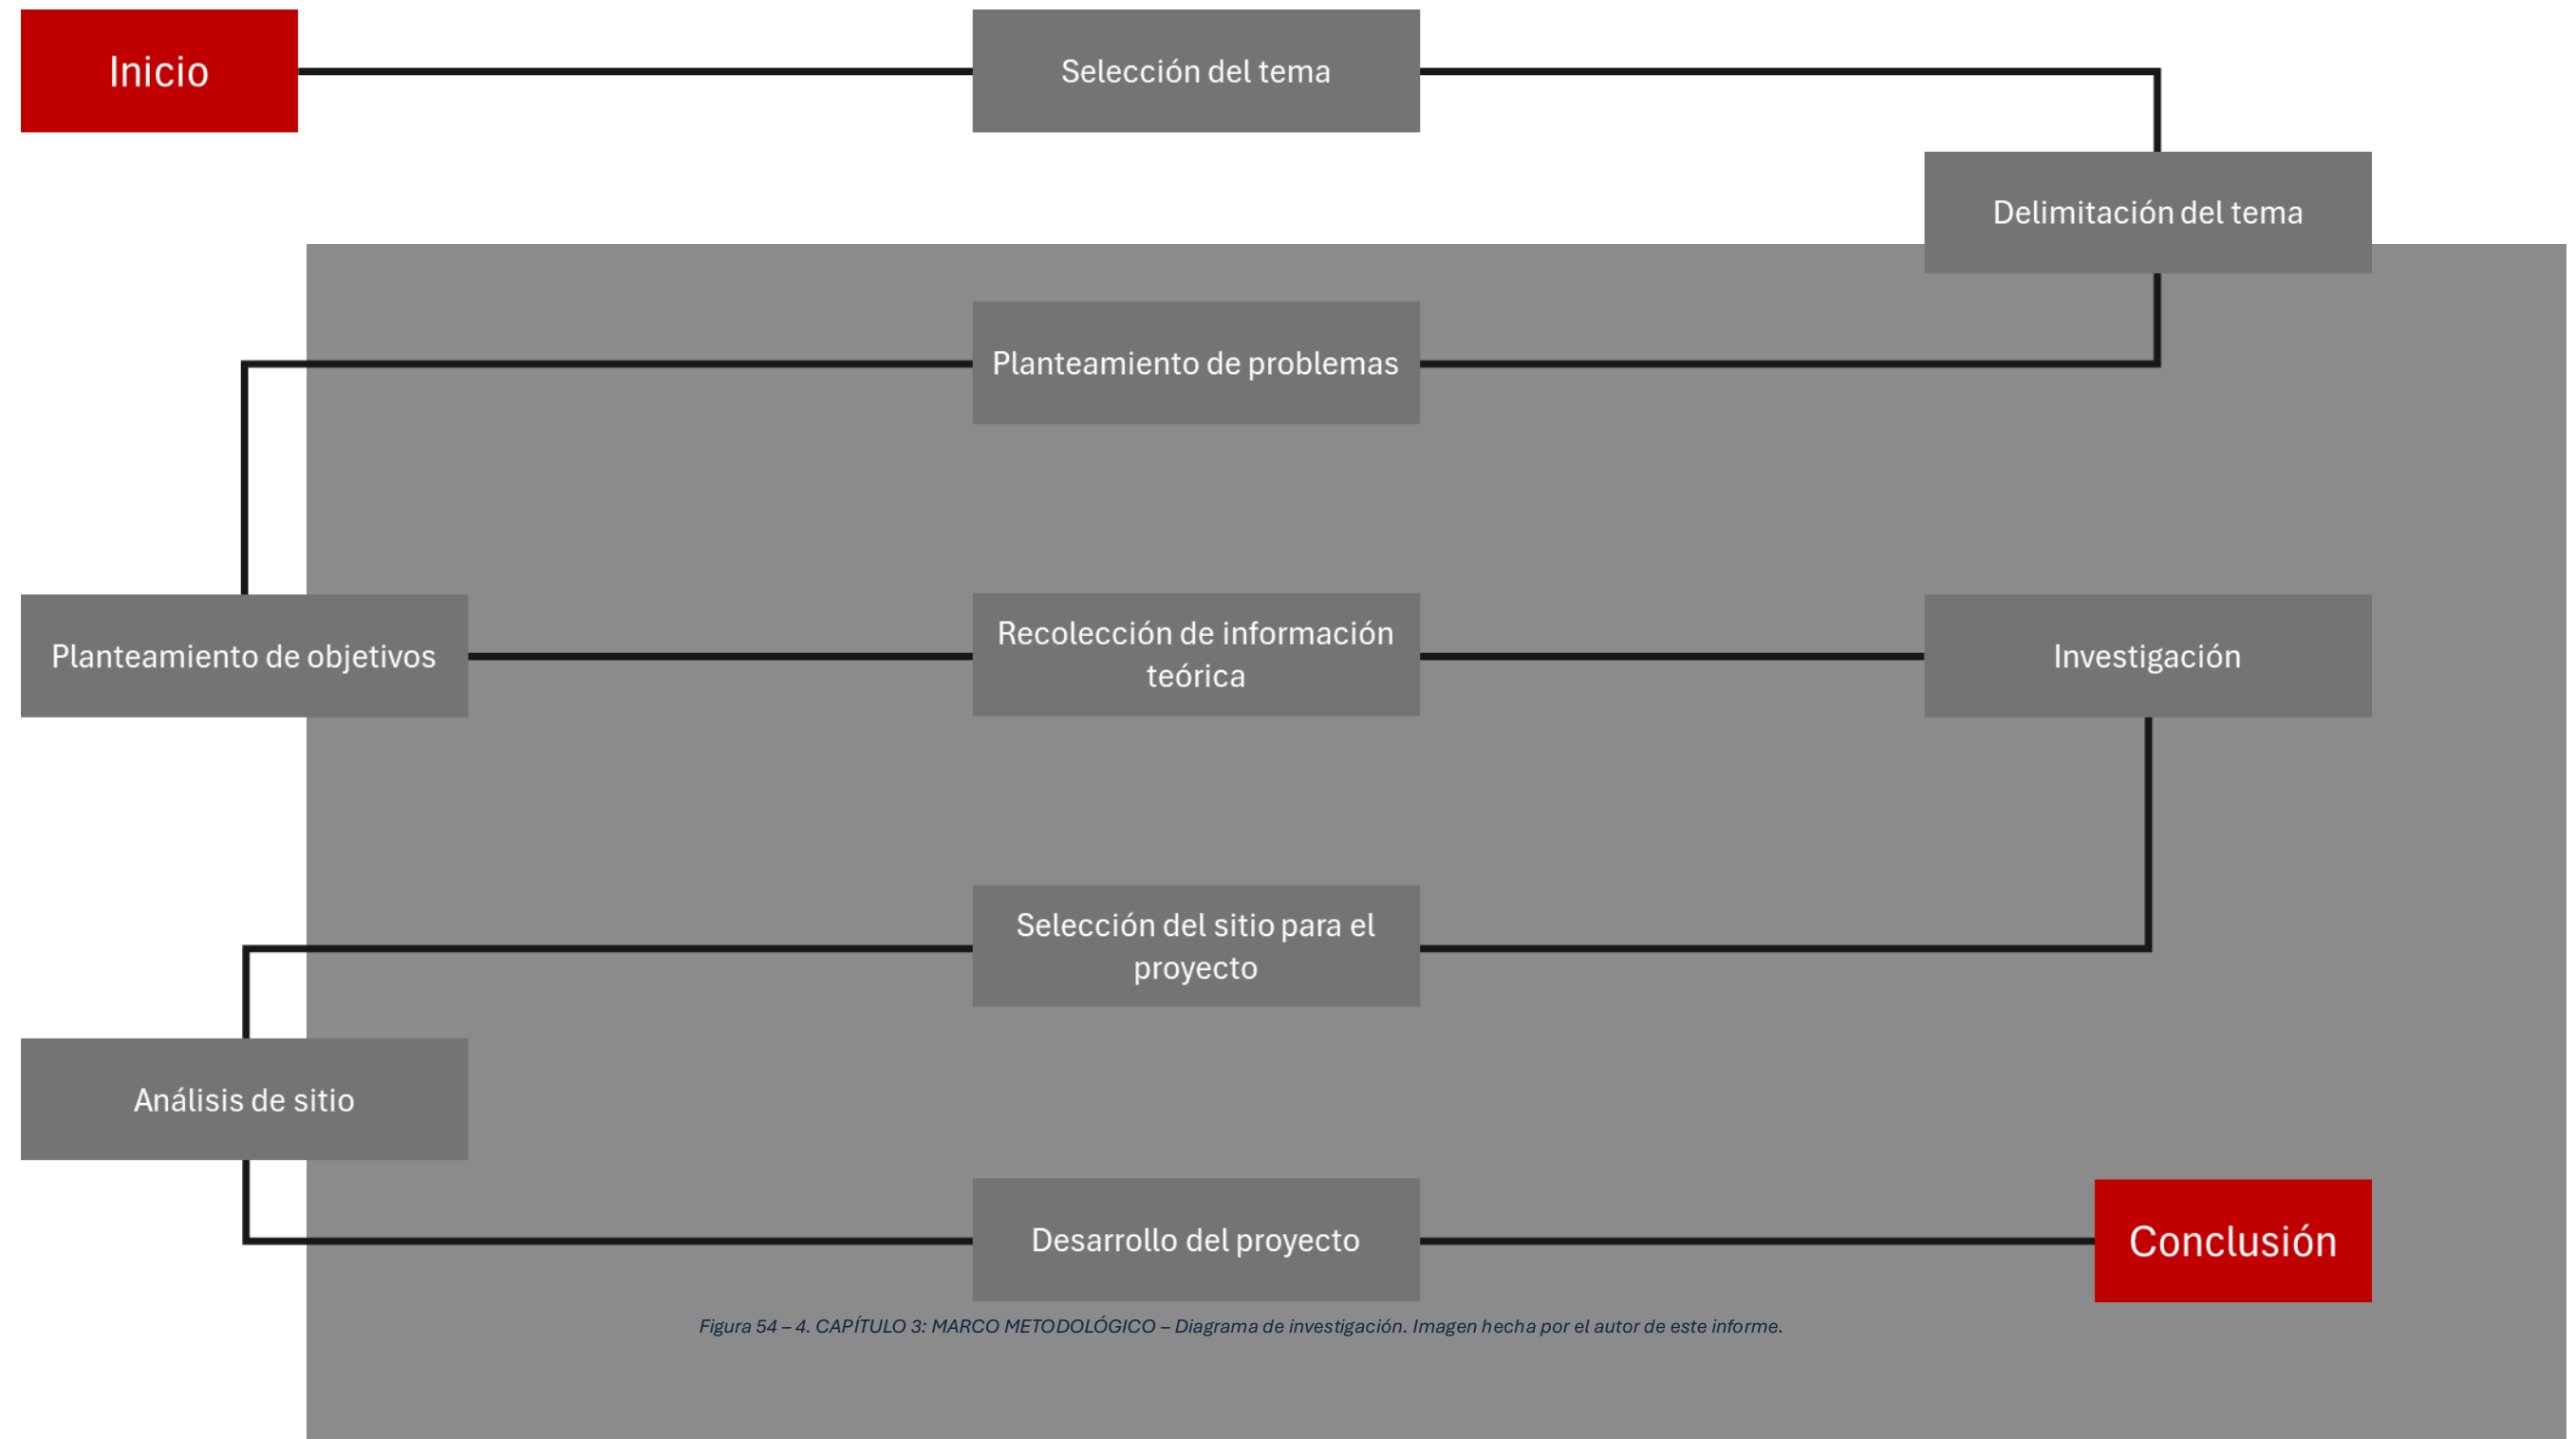 Inicio
Selección del tema
Delimitación del tema
Planteamiento de problemas
Planteamiento de objetivos
Recolección de información
teórica
Investigación
Selección del sitio para el
proyecto
Análisis de sitio
Desarrollo del proyecto
Conclusión
Figura 54 – 4. CAPÍTULO 3: MARCO METODOLÓGICO – Diagrama de investigación. Imagen hecha por el autor de este informe.